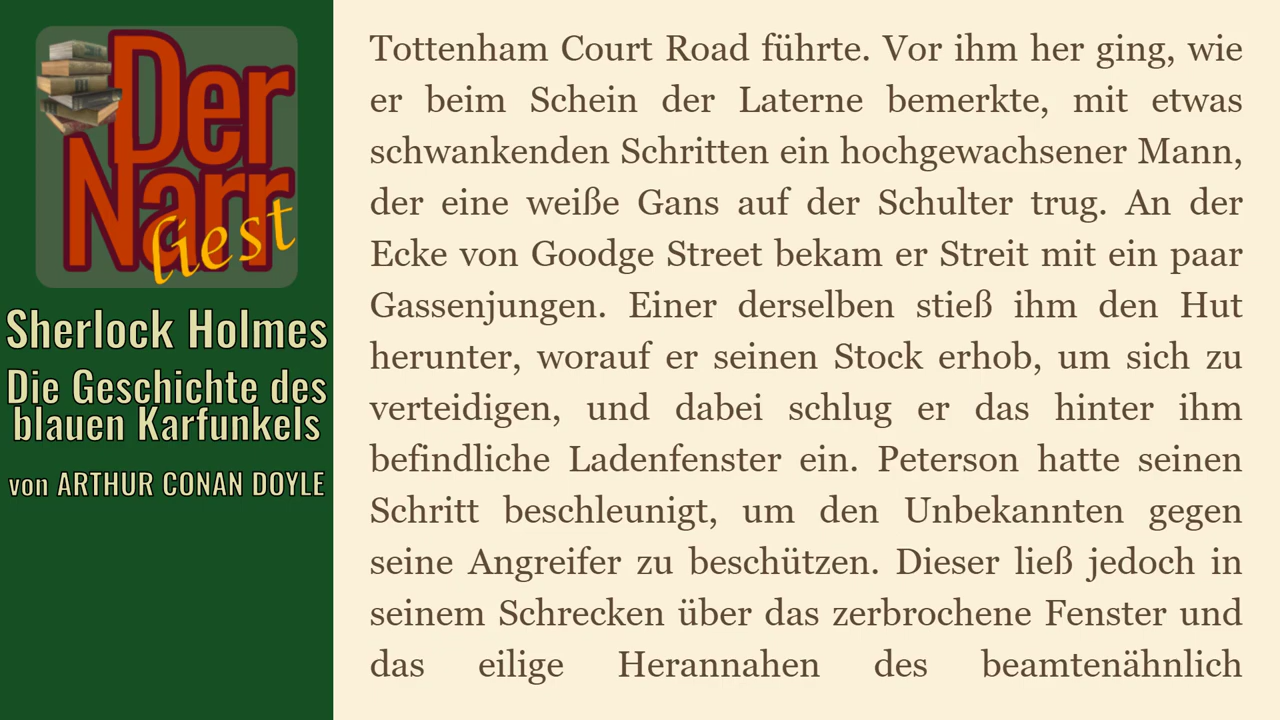 Der
Narr
liest
Sherlock Holmes
Die Geschichte des
blauen Karfunkels
von ARTHUR CONAN DOYLE
Tottenham Court Road führte. Vor ihm her ging, wie
er beim Schein der Laterne bemerkte, mit etwas
schwankenden Schritten ein hochgewachsener Mann,
der eine weiße Gans auf der Schulter trug. An der
Ecke von Goodge Street bekam er Streit mit ein paar
Gassenjungen. Einer derselben stieß ihm den Hut
herunter, worauf er seinen Stock erhob, um sich zu
verteidigen, und dabei schlug er das hinter ihm
befindliche Ladenfenster ein. Peterson hatte seinen
Schritt beschleunigt, um den Unbekannten gegen
seine Angreifer zu beschützen. Dieser ließ jedoch in
seinem Schrecken über das zerbrochene Fenster und
das eilige Herannahen des beamtenähnlich